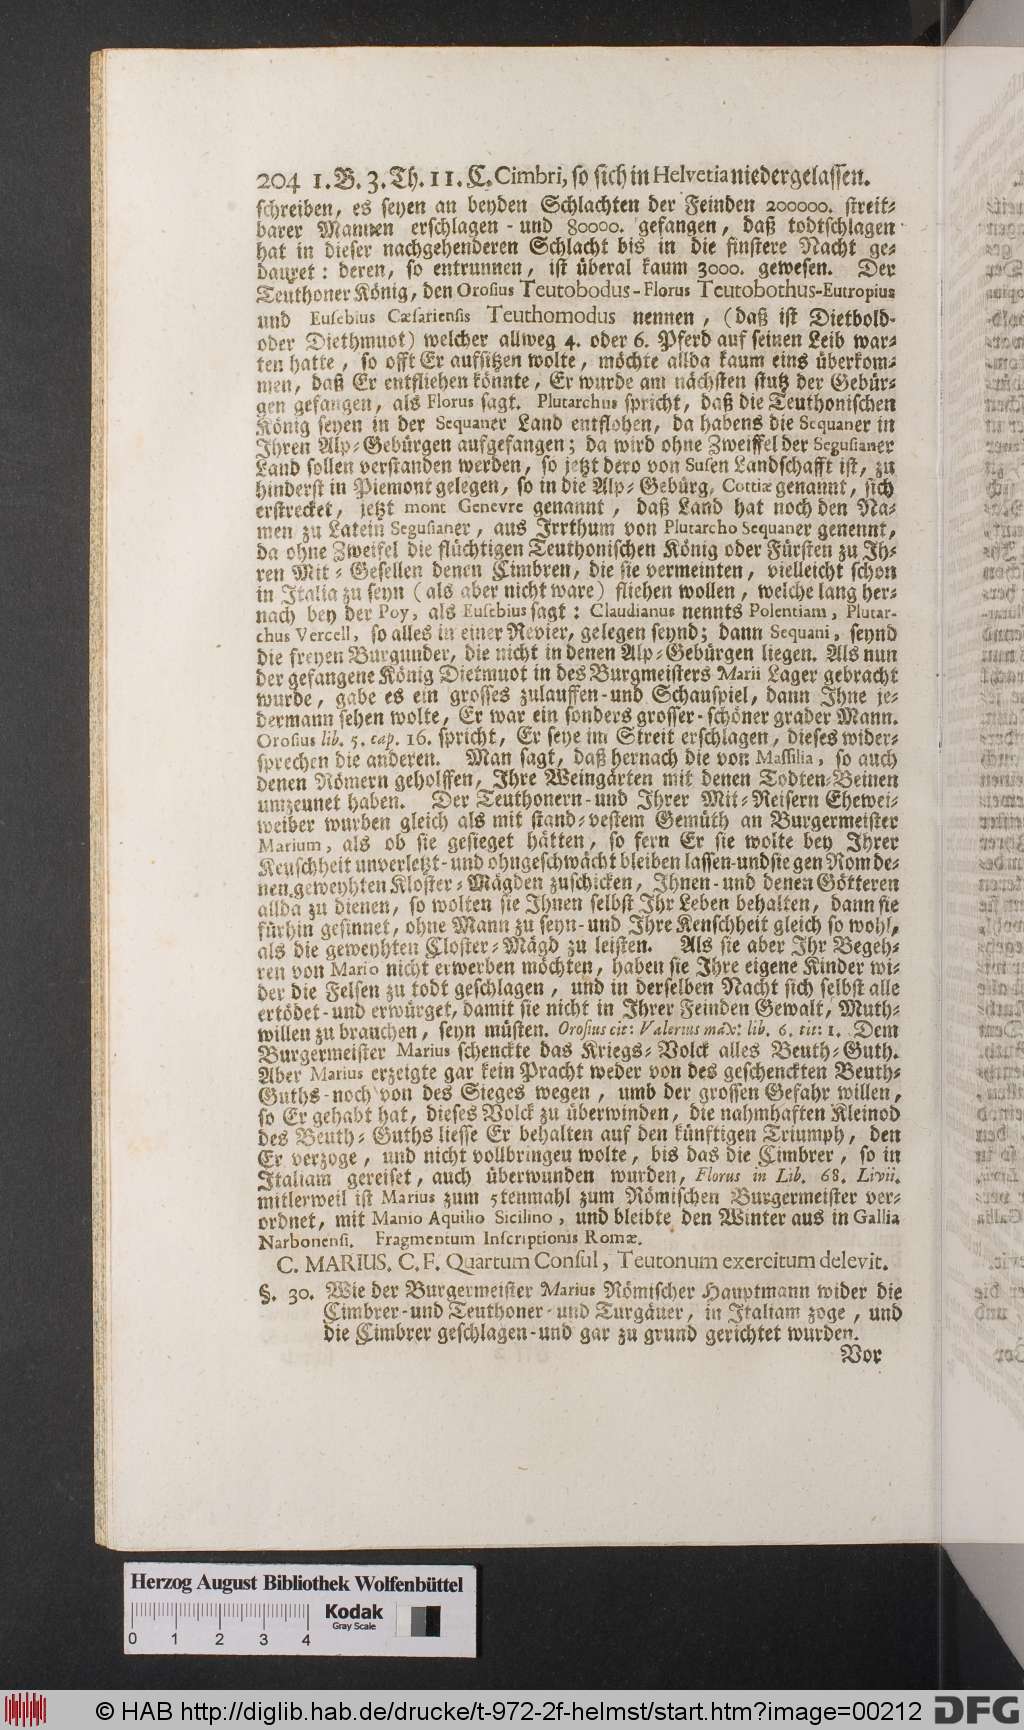 204 1. B. 3. Th. 11. C. Cimbri, so sich in Helvetia niedergelassen.
schreiben, es seyen an beyden Schlachten der Feinden 200000. streit-
barer Mannen erschlagen - und 80000. gefangen, daß todtschlagen
hat in dieser nachgehenderen Schlacht bis in die finstere Nacht ge-
dauret: deren, so entrunnen, ist überal kaum 3000. gewesen. Der
Teuthoner König, den Orosius Teutobodus - Florus Teutobothus-Eutropius
und Eusebius Cæsariensis Teuthomodus nennen, (daß ist Dietbold-
oder Diethmuot) welcher allweg 4. oder 6. Pferd auf seinen Leib war-
ten hatte, so offt Er aufsitzen wolte, möchte allda kaum eins überkom-
men, daß Er entfliehen könnte, Er wurde am nächsten stutz der Gebür-
gen gefangen, als Florus sagt. Plutarchus spricht, daß die Teuthonischen
König seyen in der Sequaner Land entflohen, da habens die Sequaner in
Ihren Alp-Gebürgen aufgefangen; da wird ohne Zweiffel der Segusianer
Land sollen verstanden werden, so jetzt dero von Susen Landschafft ist, zu
hinderst in Piemont gelegen, so in die Alp-Gebürg, Cottiæ genannt, sich
erstrecket, jetzt mont Genevre genannt, daß Land hat noch den Na-
men zu Latein Segusianer, aus Irrthum von Plutarcho Sequaner genennt,
da ohne Zweifel die flüchtigen Teuthonischen König oder Fürsten zu Ih-
ren Mit-Gesellen denen Cimbren, die sie vermeinten, vielleicht schon
in Italia zu seyn (als aber nicht ware) fliehen wollen, welche lang her-
nach bey der Poy, als Eusebius sagt: Claudianus nennts Polentiam, Plutar-
chus Vercell, so alles in einer Revier, gelegen seynd; dann Sequani, seynd
die freyen Burgunder, die nicht in denen Alp-Gebürgen liegen. Als nun
der gefangene König Dietmuot in des Burgmeisters Marii Lager gebracht
wurde, gabe es ein grosses zulauffen-und Schauspiel, dann Ihne je-
dermann sehen wolte, Er war ein sonders grosser-schöner grader Mann.
Orosius lib. 5. cap. 16. spricht, Er seye im Streit erschlagen, dieses wider-
sprechen die anderen. Man sagt, daß hernach die von Massilia, so auch
denen Römern geholffen, Ihre Weingärten mit denen Todten-Beinen
umzeunet haben. Der Teuthonern-und Ihrer Mit-Reisern Ehewei-
weiber wurben gleich als mit stand-vestem Gemüth an Burgermeister
Marium, als ob sie gesieget hätten, so fern Er sie wolte bey Ihrer
Keuschheit unverletzt-und ohngeschwächt bleiben lassen-und sie gen Rom de-
nen geweyhten Kloster-Mägden zuschicken, Ihnen-und denen Götteren
allda zu dienen, so wolten sie Ihnen selbst Ihr Leben behalten, dann sie
fürhin gesinnet, ohne Mann zu seyn-und Ihre Kenschheit gleich so wohl,
als die geweyhten Closter-Mägd zu leisten. Als sie aber Ihr Begeh-
ren von Mario nicht erwerben möchten, haben sie Ihre eigene Kinder wi-
der die Felsen zu todt geschlagen, und in derselben Nacht sich selbst alle
ertödet-und erwürget, damit sie nicht in Ihrer Feinden Gewalt, Muth-
willen zu brauchen, seyn müsten. Orosius cit: Valerius max: lib. 6. tit: 1. Dem
Burgermeister Marius schenckte das Kriegs-Volck alles Beuth-Guth.
Aber Marius erzeigte gar kein Pracht weder von des geschenckten Beuth-
Guths-noch von des Sieges wegen, umb der grossen Gefahr willen,
so Er gehabt hat, dieses Volck zu überwinden, die nahmhaften Kleinod
des Beuth-Guths liesse Er behalten auf den künftigen Triumph, den
Er verzoge, und nicht vollbringen wolte, bis das die Cimbrer, so in
Italiam gereiset, auch überwunden wurden, Florus in Lib. 68. Livii.
mitlerweil ist Marius zum 5tenmahl zum Römischen Burgermeister ver-
ordnet, mit Manio Aquilio Sicilino, und bleibte den Winter aus in Gallia
Narbonensi. Fragmentum Inscriptionis Romæ.
C. MARIUS. C. F. Quartum Consul, Teutonum exercitum delevit.
§. 30. Wie der Burgermeister Marius Römischer Hauptmann wider die
Cimbrer-und Teuthoner-und Turgäuer, in Italiam zoge, und
die Cimbrer geschlagen-und gar zu grund gerichtet wurden.
Vor
Herzog August Bibliothek Wolfenbüttel
Kodak
Gray Scale
0 1 2 3 4
© HAB http://diglib.hab.de/drucke/t-972-2f-helmst/start.htm?image=00212 DFG